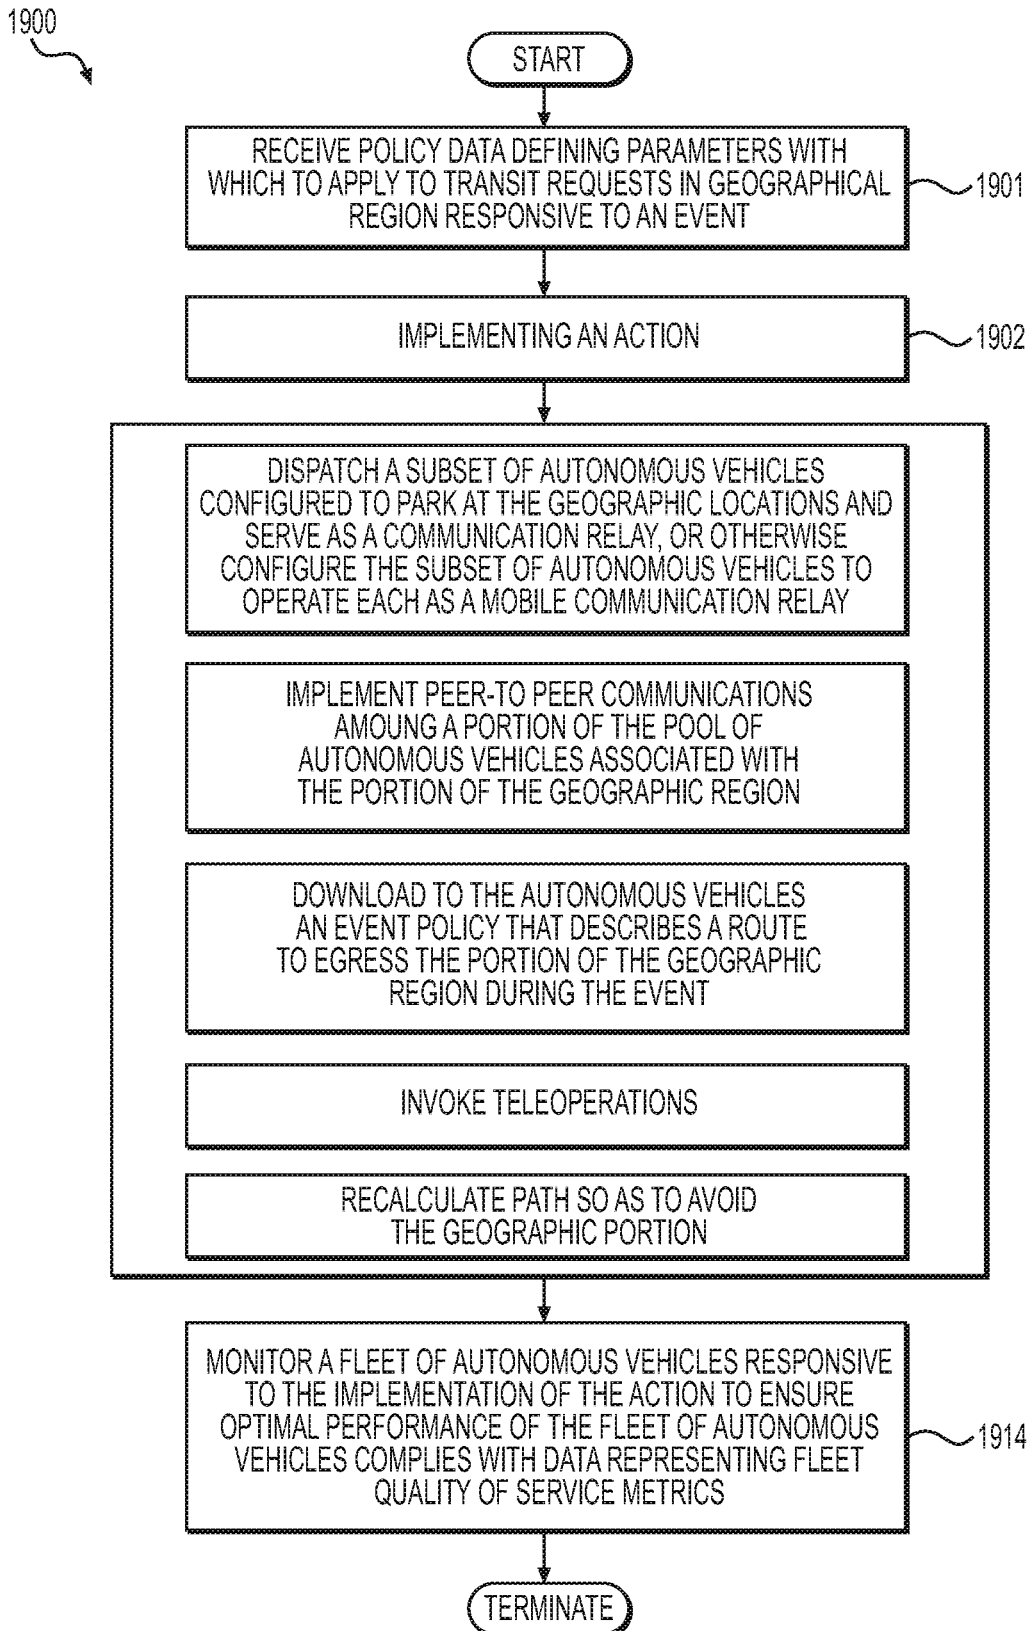 1900
START
RECEIVE POLICY DATA DEFINING PARAMETERS WITH
WHICH TO APPLY TO TRANSIT REQUESTS IN GEOGRAPHICAL
REGION RESPONSIVE TO AN EVENT
1901
IMPLEMENTING AN ACTION
1902
DISPATCH A SUBSET OF AUTONOMOUS VEHICLES
CONFIGURED TO PARK AT THE GEOGRAPHIC LOCATIONS AND
SERVE AS A COMMUNICATION RELAY, OR OTHERWISE
CONFIGURE THE SUBSET OF AUTONOMOUS VEHICLES TO
OPERATE EACH AS A MOBILE COMMUNICATION RELAY
IMPLEMENT PEER-TO PEER COMMUNICATIONS
AMOUNG A PORTION OF THE POOL OF
AUTONOMOUS VEHICLES ASSOCIATED WITH
THE PORTION OF THE GEOGRAPHIC REGION
DOWNLOAD TO THE AUTONOMOUS VEHICLES
AN EVENT POLICY THAT DESCRIBES A ROUTE
TO EGRESS THE PORTION OF THE GEOGRAPHIC
REGION DURING THE EVENT
INVOKE TELEOPERATIONS
RECALCULATE PATH SO AS TO AVOID
THE GEOGRAPHIC PORTION
MONITOR A FLEET OF AUTONOMOUS VEHICLES RESPONSIVE
TO THE IMPLEMENTATION OF THE ACTION TO ENSURE
OPTIMAL PERFORMANCE OF THE FLEET OF AUTONOMOUS
VEHICLES COMPLIES WITH DATA REPRESENTING FLEET
QUALITY OF SERVICE METRICS
1914
TERMINATE